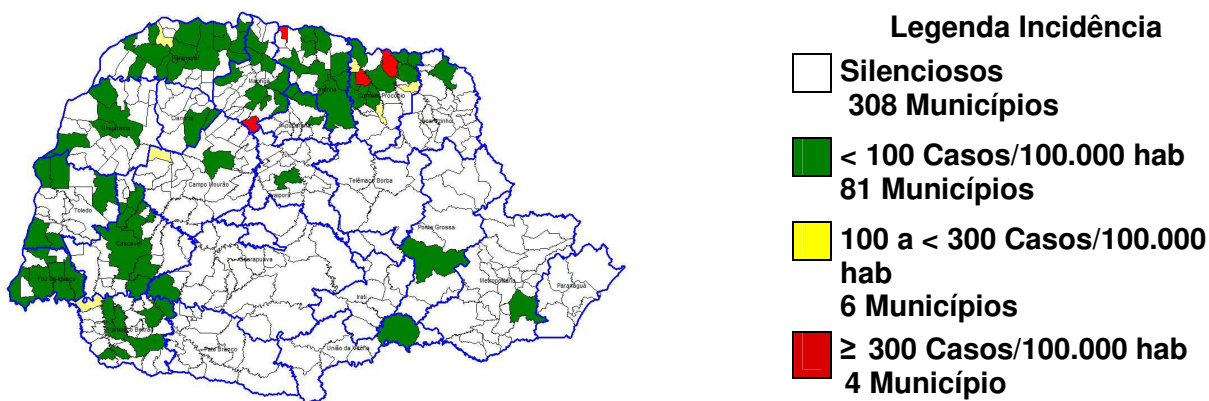 Legenda Incidência
Silenciosos
308 Municípios
< 100 Casos/100.000 hab
81 Municípios
100 a < 300 Casos/100.000
hab
6 Municípios
≥ 300 Casos/100.000 hab
4 Município
Paranavaí
Maringá
Londrina
Cornélio Procópio
Jacarezinho
Umuarama
Cianorte
Apucarana
Campo Mourão
Telêmaco Borba
Ivaiporã
Toledo
Cascavel
Ponta Grossa
Guarapuava
Metropolitana
Paranaguá
Foz do Iguaçu
Irati
Francisco Beltrão
Pato Branco
União da Vitória